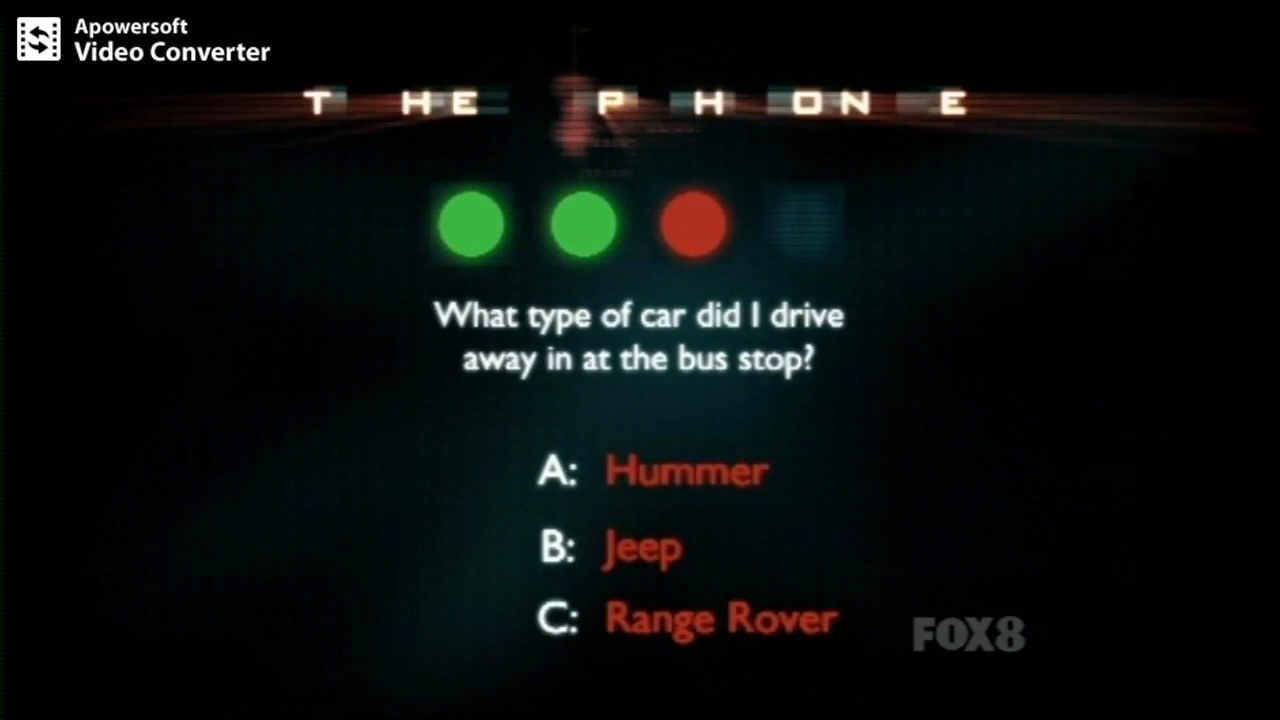 Apowersoft
Video Converter
THE PHONE
What type of car did I drive
away in at the bus stop?
A: Hummer
B: Jeep
C: Range Rover
FOX8